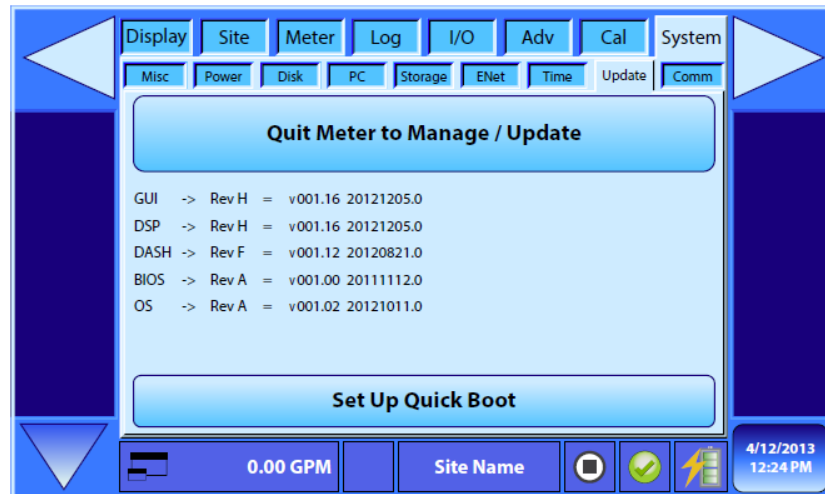 Display Site Meter Log I/O Adv Cal System
Misc Power Disk PC Storage ENet Time Update Comm
Quit Meter to Manage / Update
GUI -> Rev H = v001.16 20121205.0
DSP -> Rev H = v001.16 20121205.0
DASH -> Rev F = v001.12 20120821.0
BIOS -> Rev A = v001.00 20111112.0
OS -> Rev A = v001.02 20121011.0
Set Up Quick Boot
0.00 GPM Site Name 4/12/2013
12:24 PM